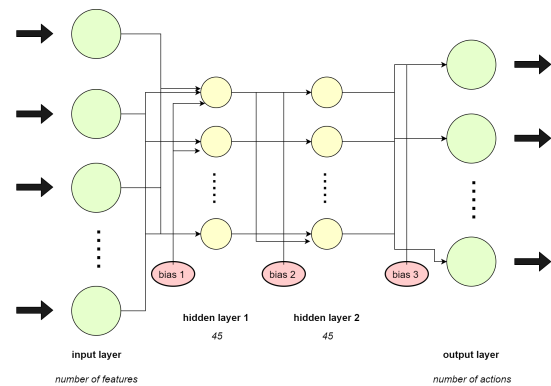 bias 1
bias 2
bias 3
hidden layer 1
hidden layer 2
45
45
input layer
output layer
number of features
number of actions